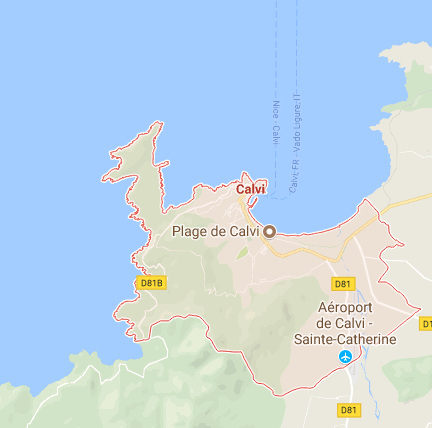 Nice - Calvi
Calvi, FR - Vado Ligure, IT
Calvi
Plage de Calvi
D81B
D81
Aéroport
de Calvi -
Sainte-Catherine
D81